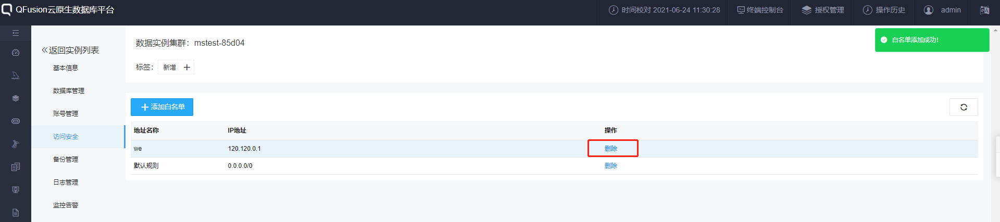 QFusion云原生数据库平台
时间校对 2021-06-24 11:30:28
终端控制台
授权管理
操作历史
admin
白名单添加成功!
返回实例列表
基本信息
数据库管理
账号管理
访问安全
备份管理
日志管理
监控告警
数据实例集群：mstest-85d04
标签： 新增 +
+ 添加白名单
地址名称 IP地址 操作
we 120.120.0.1 删除
默认规则 0.0.0.0/0 删除